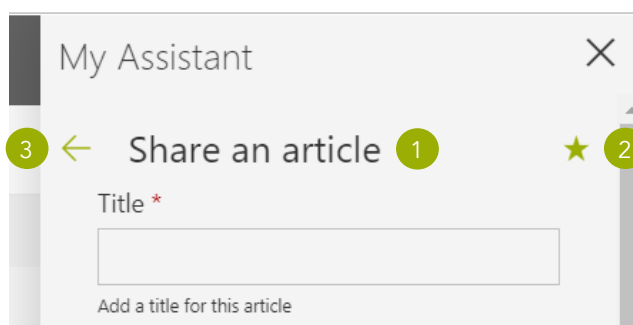 My Assistant
3 Share an article 1 2
Title *
Add a title for this article